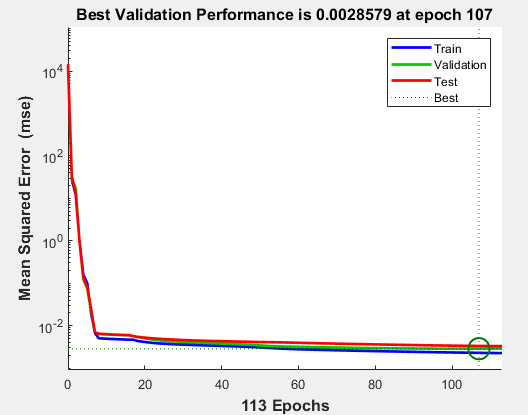 Best Validation Performance is 0.0028579 at epoch 107
Train
Validation
Test
Best
Mean Squared Error (mse)
10^4
10^2
10^0
10^-2
0 20 40 60 80 100
113 Epochs